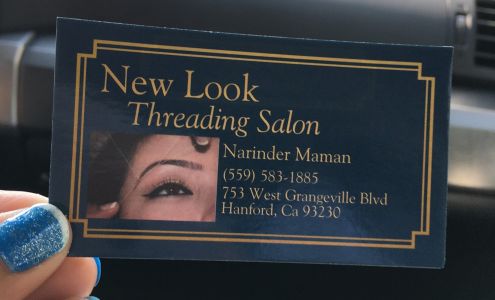 New Look
Threading Salon
Narinder Maman
(559) 583-1885
753 West Grangeville Blvd
Hanford, Ca 93230